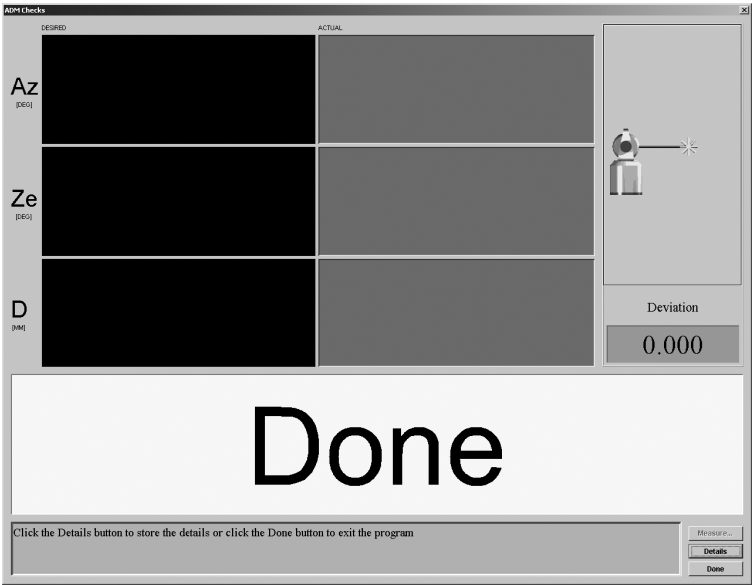 ADM Checks
DESIRED
ACTUAL
Az
[DEG]
Ze
[DEG]
D
[MM]
Deviation
0.000
Done
Click the Details button to store the details or click the Done button to exit the program
Measure...
Details
Done